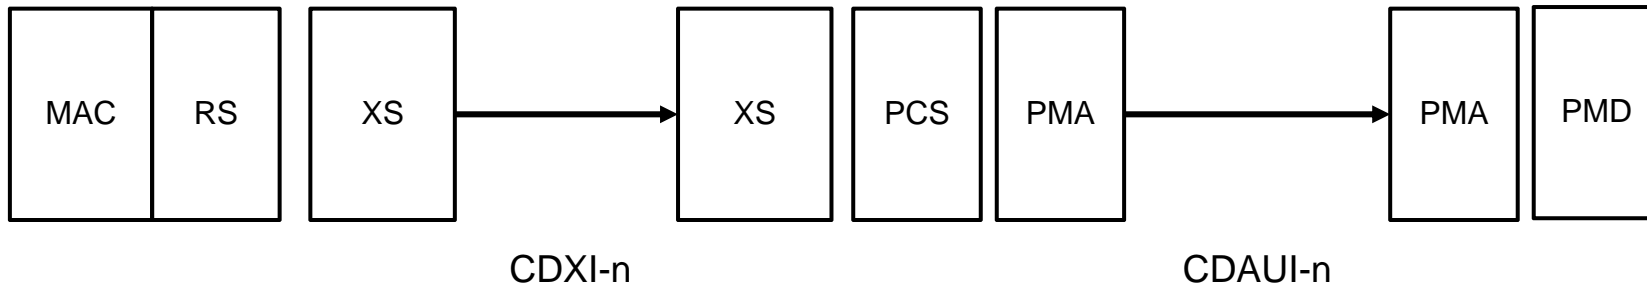 MAC RS XS XS PCS PMA PMA PMD
CDXI-n CDAUI-n